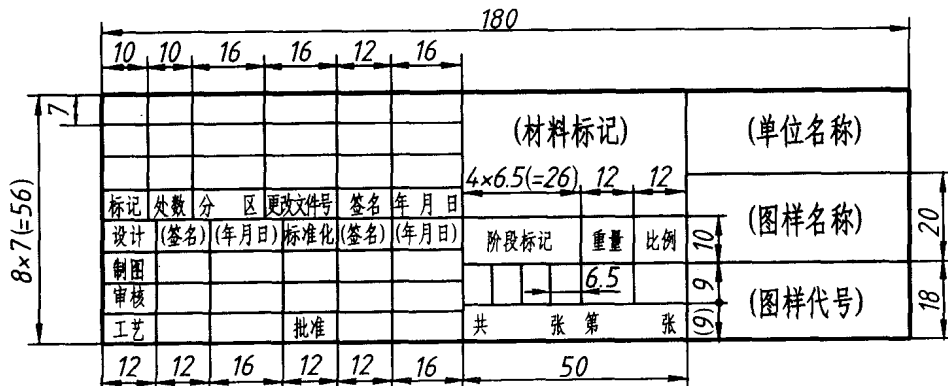 180
10 10 16 16 12 16
7
(材料标记) (单位名称)
4×6.5(=26) 12 12
8×7(=56)
标记 处数 分 区 更改文件号 签名 年 月 日
(图样名称) 20
设计 (签名) (年月日) 标准化 (签名) (年月日) 阶段标记 重量 比例 10
制图
6.5 9
审核
(图样代号) 18
工艺 批准 共 张 第 张 (9)
12 12 16 12 12 16 50